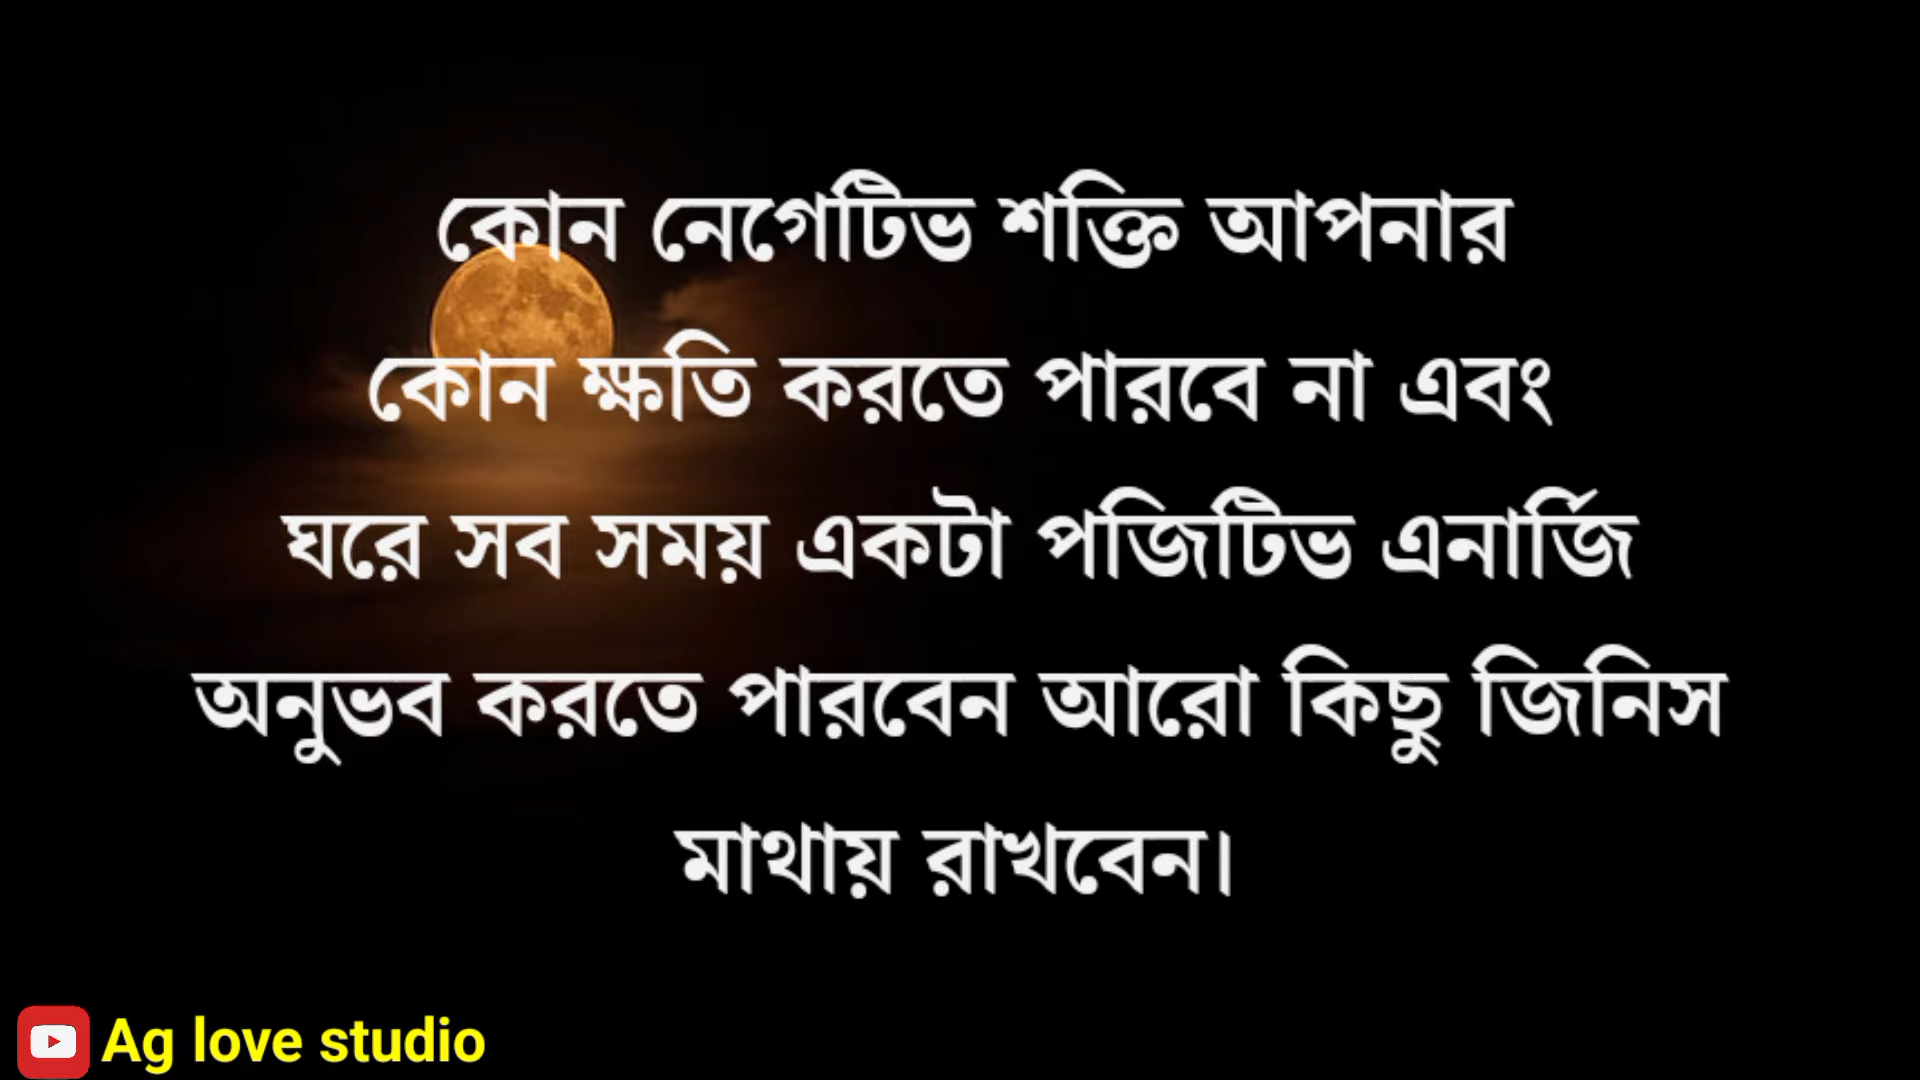 কোন নেগেটিভ শক্তি আপনার
কোন ক্ষতি করতে পারবে না এবং
ঘরে সব সময় একটা পজিটিভ এনার্জি
অনুভব করতে পারবেন আরো কিছু জিনিস
মাথায় রাখবেন।
Ag love studio